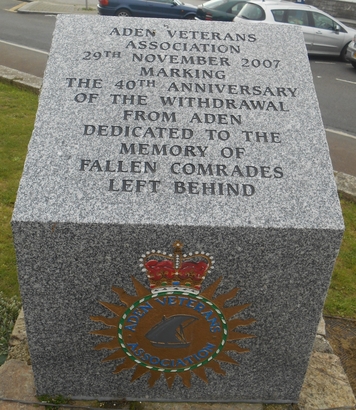 ADEN VETERANS
ASSOCIATION
29TH NOVEMBER 2007
MARKING
THE 40TH ANNIVERSARY
OF THE WITHDRAWAL
FROM ADEN
DEDICATED TO THE
MEMORY OF
FALLEN COMRADES
LEFT BEHIND
ADEN VETERANS
ASSOCIATION